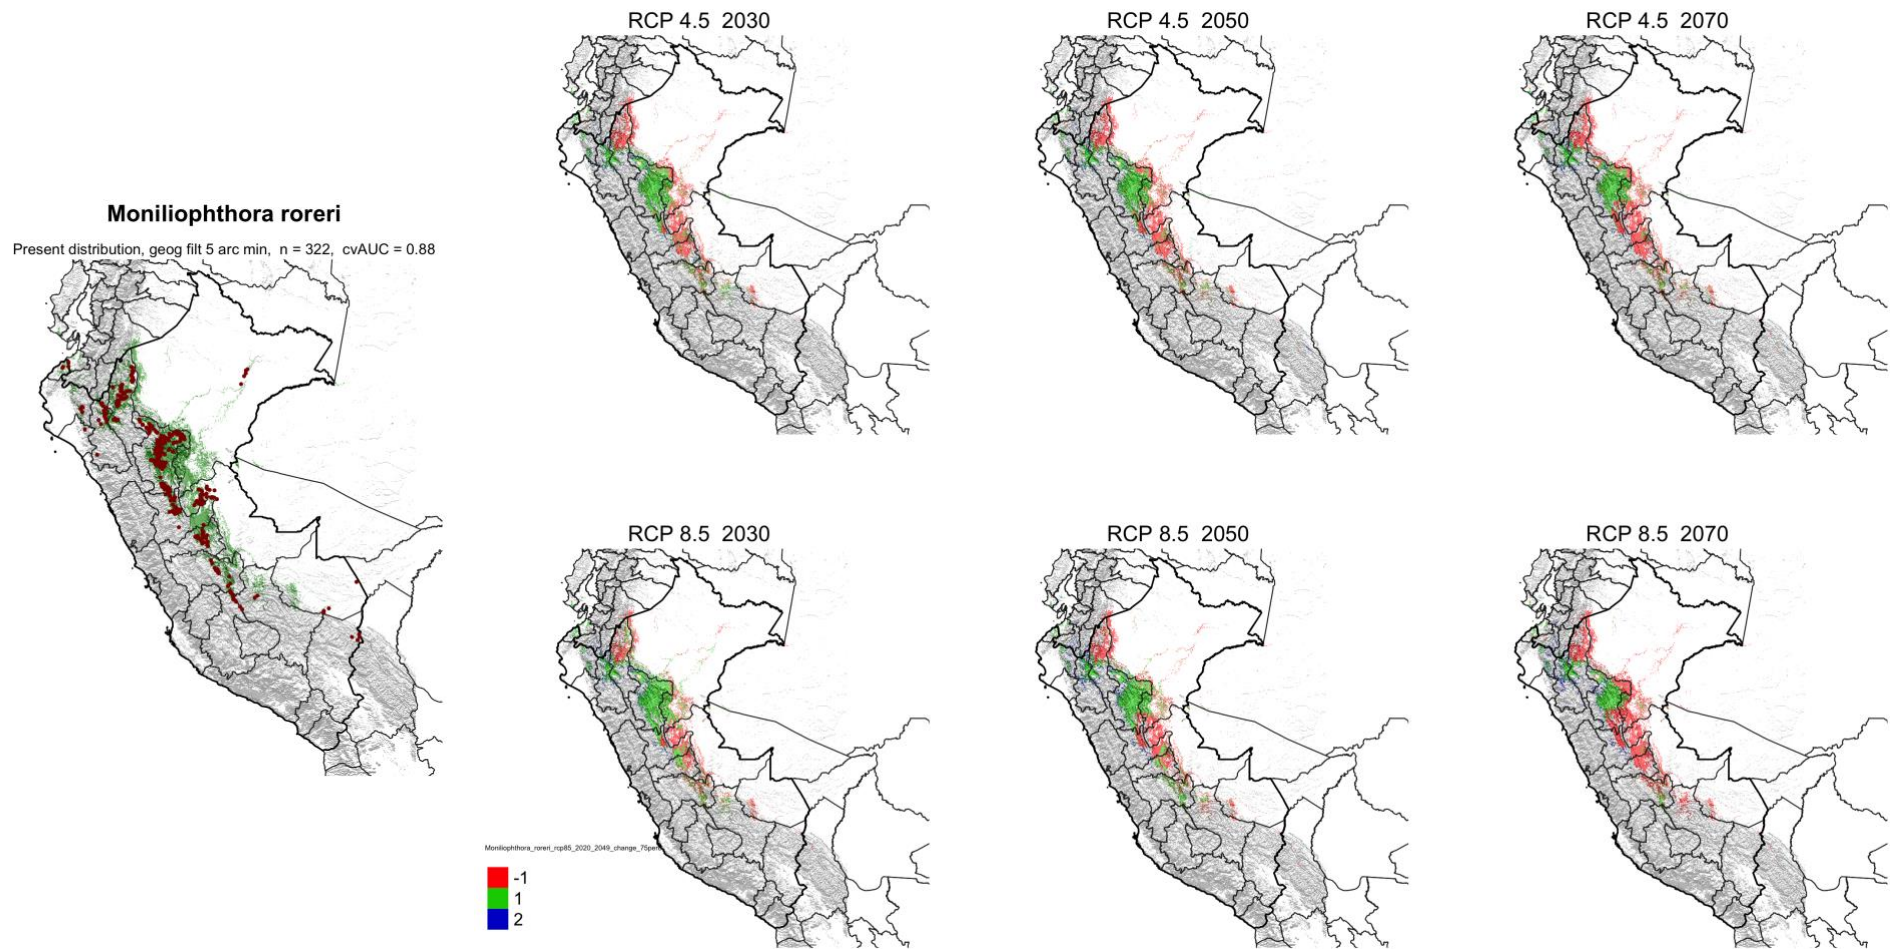 RCP 4.5 2030
RCP 4.5 2050
RCP 4.5 2070
Moniliophthora roreri
Present distribution, geog filt 5 arc min, n = 322, cvAUC = 0.88
RCP 8.5 2030
RCP 8.5 2050
RCP 8.5 2070
Moniliophthora_roreri_rcp85_2020_2049_change_75perc
-1
1
2